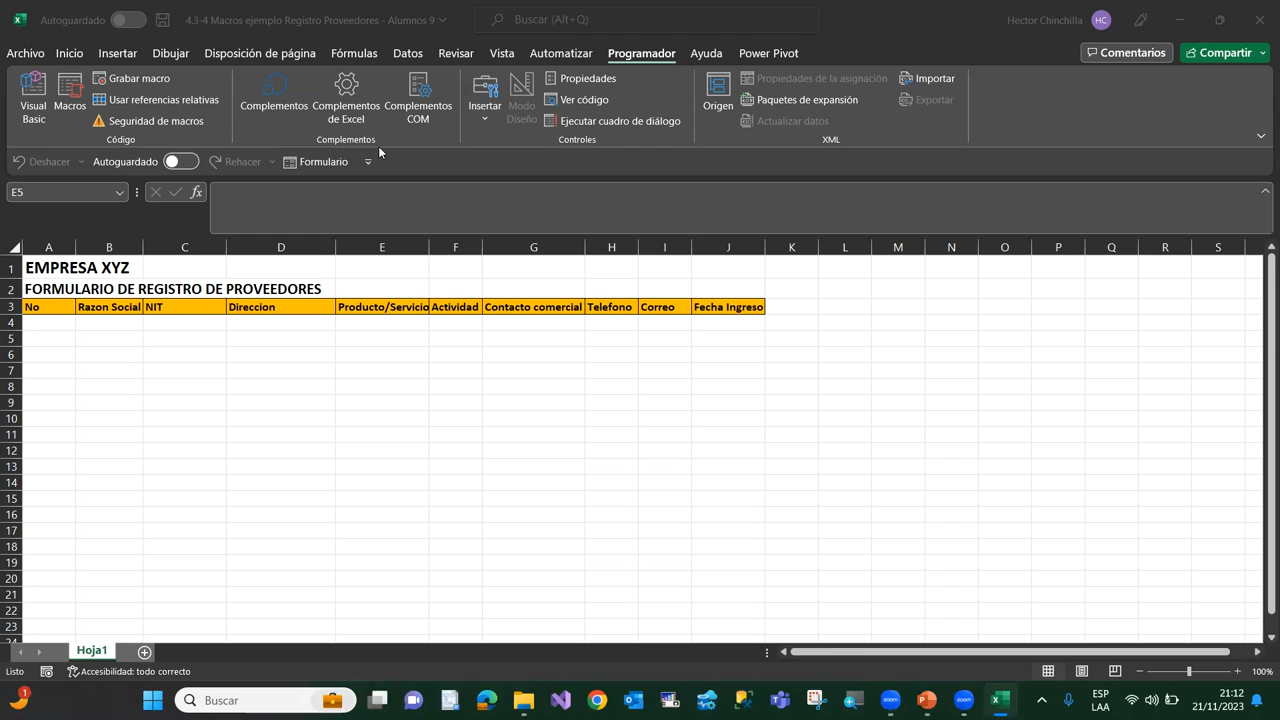 Autoguardado
4.3-4 Macros ejemplo Registro Proveedores - Alumnos 9
Buscar (Alt+Q)
Hector Chinchilla
HC
Archivo Inicio Insertar Dibujar Disposición de página Fórmulas Datos Revisar Vista Automatizar Programador Ayuda Power Pivot
Comentarios
Compartir
Visual Basic
Macros
Grabar macro
Usar referencias relativas
Seguridad de macros
Código
Complementos
Complementos de Excel
Complementos COM
Complementos
Insertar
Modo Diseño
Propiedades
Ver código
Ejecutar cuadro de diálogo
Controles
Origen
Propiedades de la asignación
Paquetes de expansión
Actualizar datos
Importar
Exportar
XML
Deshacer Autoguardado Rehacer Formulario
E5
fx
A B C D E F G H I J K L M N O P Q R S
1 EMPRESA XYZ
2 FORMULARIO DE REGISTRO DE PROVEEDORES
3 No Razon Social NIT Direccion Producto/Servicio Actividad Contacto comercial Telefono Correo Fecha Ingreso
4
5
6
7
8
9
10
11
12
13
14
15
16
17
18
19
20
21
22
23
24
Hoja1
Listo
Accesibilidad: todo correcto
100%
1
Buscar
ESP
LAA
21:12
21/11/2023